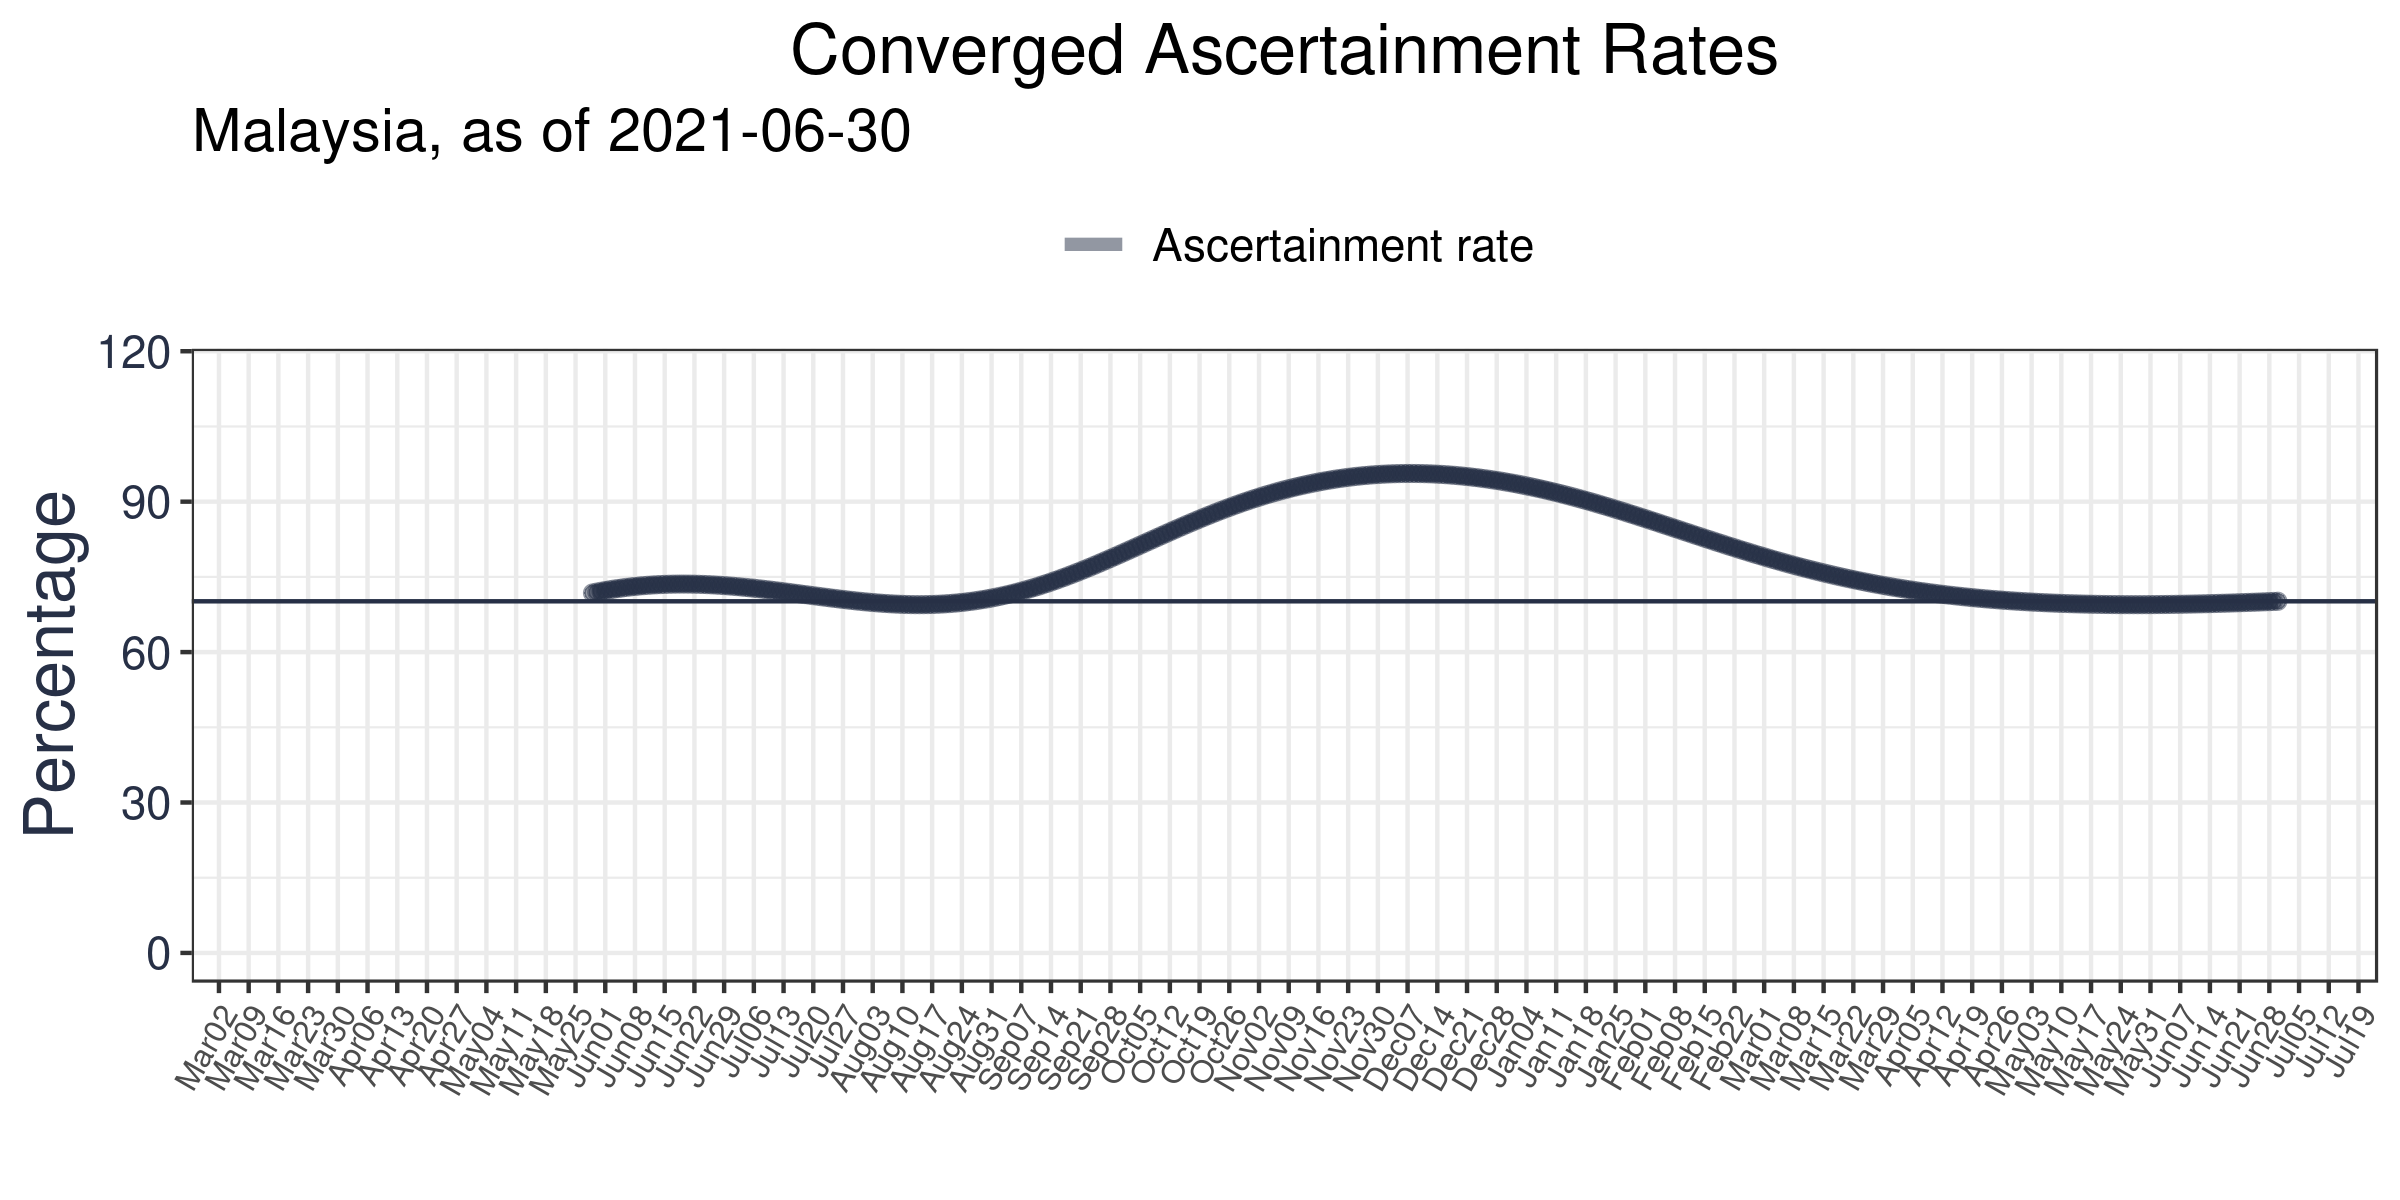 Converged Ascertainment Rates
Malaysia, as of 2021-06-30
Ascertainment rate
Percentage
120
90
60
30
0
Mar02
Mar09
Mar16
Mar23
Mar30
Apr06
Apr13
Apr20
Apr27
May04
May11
May18
May25
Jun01
Jun08
Jun15
Jun22
Jun29
Jul06
Jul13
Jul20
Jul27
Aug03
Aug10
Aug17
Aug24
Aug31
Sep07
Sep14
Sep21
Sep28
Oct05
Oct12
Oct19
Oct26
Nov02
Nov09
Nov16
Nov23
Nov30
Dec07
Dec14
Dec21
Dec28
Jan04
Jan11
Jan18
Jan25
Feb01
Feb08
Feb15
Feb22
Mar01
Mar08
Mar15
Mar22
Mar29
Apr05
Apr12
Apr19
Apr26
May03
May10
May17
May24
May31
Jun07
Jun14
Jun21
Jun28
Jul05
Jul12
Jul19